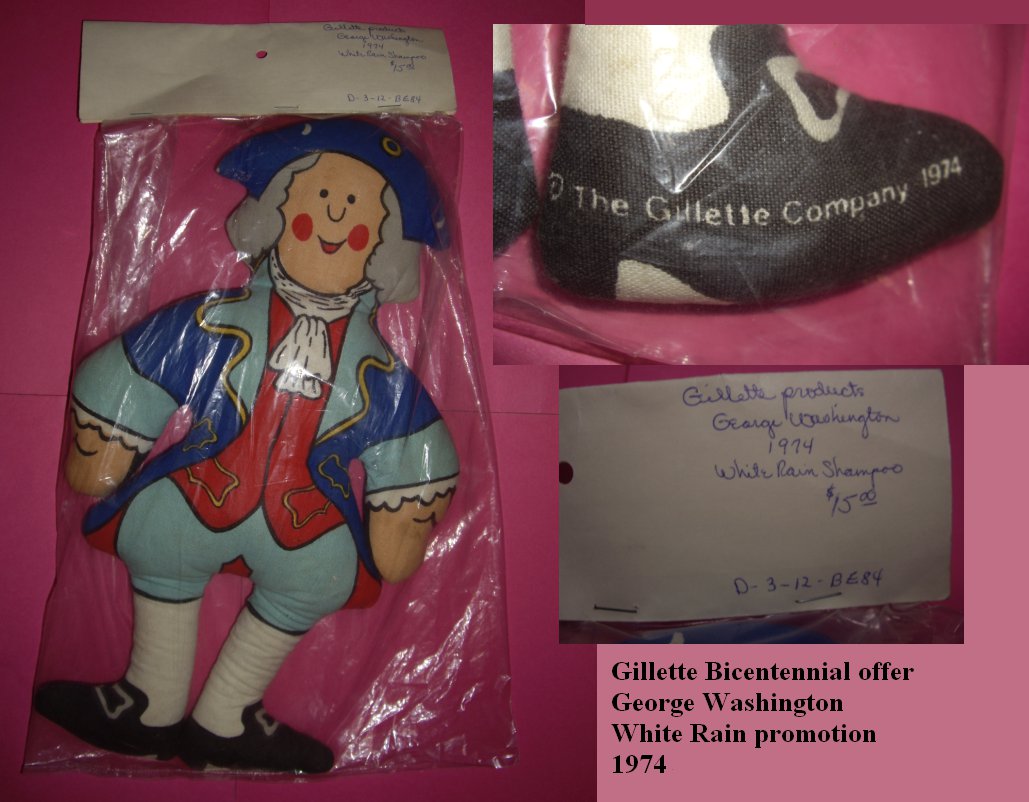 Gillette products
George Washington
1974
White Rain Shampoo
$15.00
D-3-12-BE84
© The Gillette Company 1974
Gillette products
George Washington
1974
White Rain Shampoo
$15.00
D-3-12-BE84
Gillette Bicentennial offer
George Washington
White Rain promotion
1974